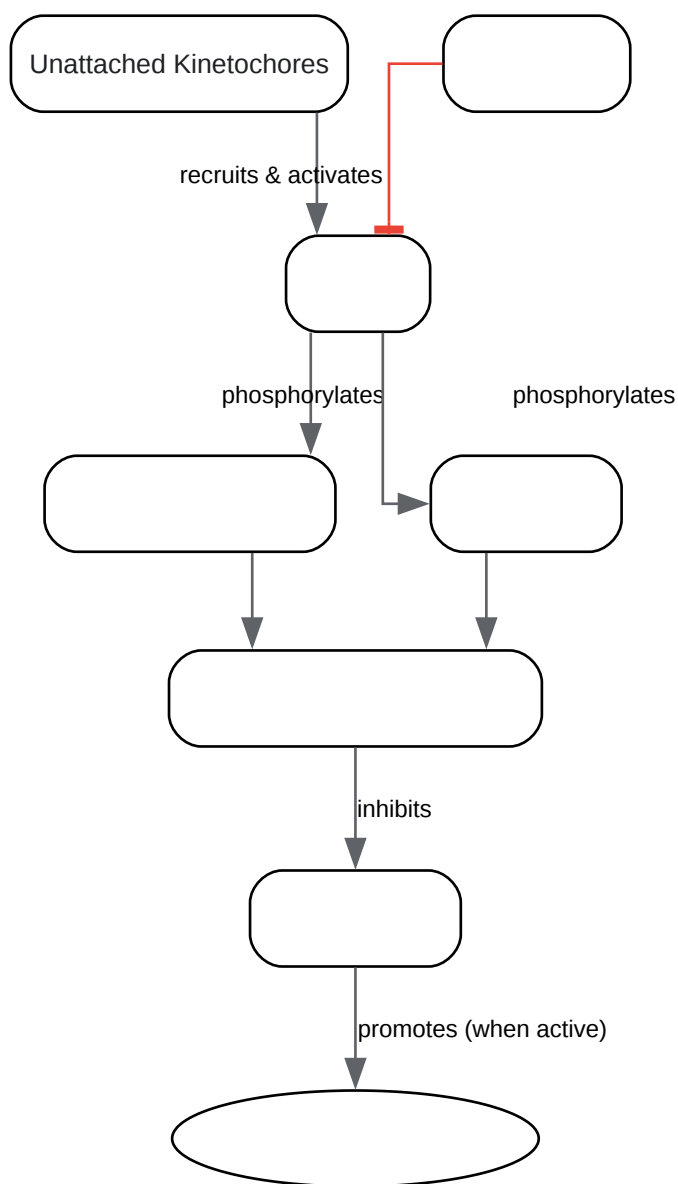 Unattached Kinetochores
recruits & activates
phosphorylates
phosphorylates
inhibits
promotes (when active)